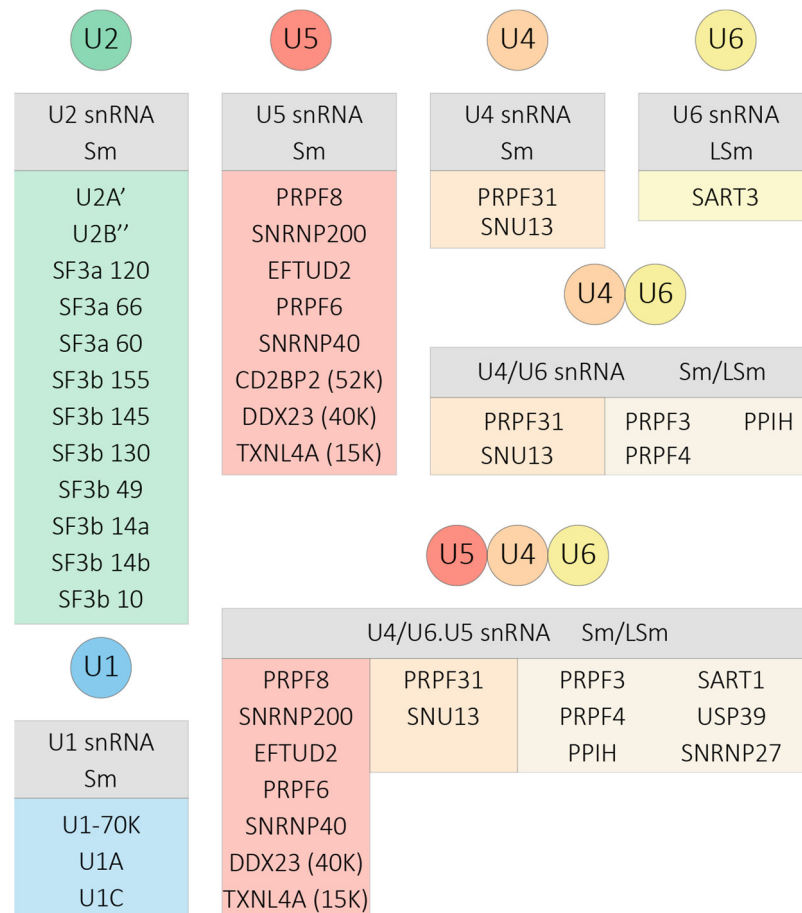 U2
U2 snRNA
Sm
U2A’
U2B’’
SF3a 120
SF3a 66
SF3a 60
SF3b 155
SF3b 145
SF3b 130
SF3b 49
SF3b 14a
SF3b 14b
SF3b 10
U1
U1 snRNA
Sm
U1-70K
U1A
U1C
U5
U5 snRNA
Sm
PRPF8
SNRNP200
EFTUD2
PRPF6
SNRNP40
CD2BP2 (52K)
DDX23 (40K)
TXNL4A (15K)
U4
U4 snRNA
Sm
PRPF31
SNU13
U6
U6 snRNA
LSm
SART3
U4 U6
U4/U6 snRNA Sm/LSm
PRPF31 PRPF3 PPIH
SNU13 PRPF4
U5 U4 U6
U4/U6.U5 snRNA Sm/LSm
PRPF8 PRPF31 PRPF3 SART1
SNRNP200 SNU13 PRPF4 USP39
EFTUD2 PPIH SNRNP27
PRPF6
SNRNP40
DDX23 (40K)
TXNL4A (15K)